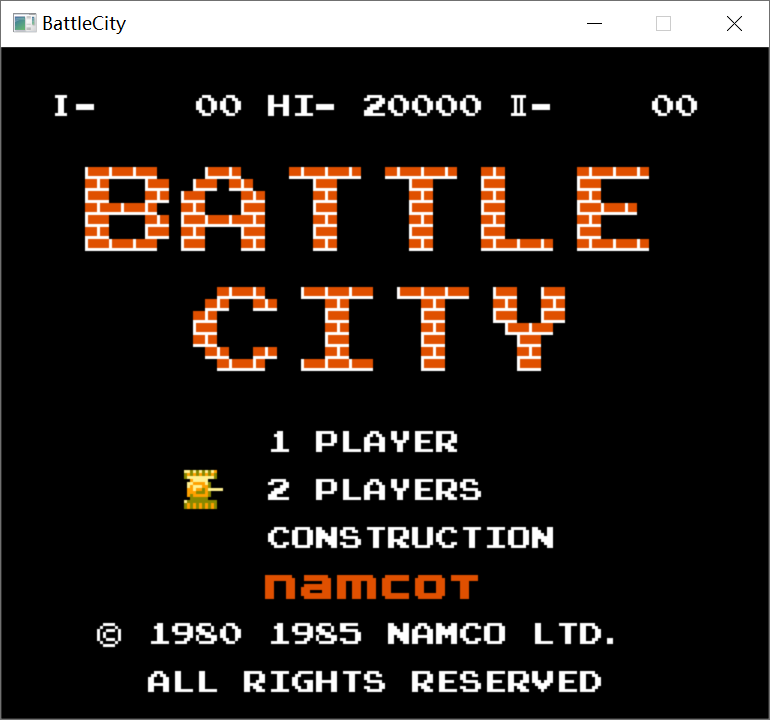 BattleCity
I- 00 HI- 20000 II- 00
BATTLE
CITY
1 PLAYER
2 PLAYERS
CONSTRUCTION
namcot
© 1980 1985 NAMCO LTD.
ALL RIGHTS RESERVED